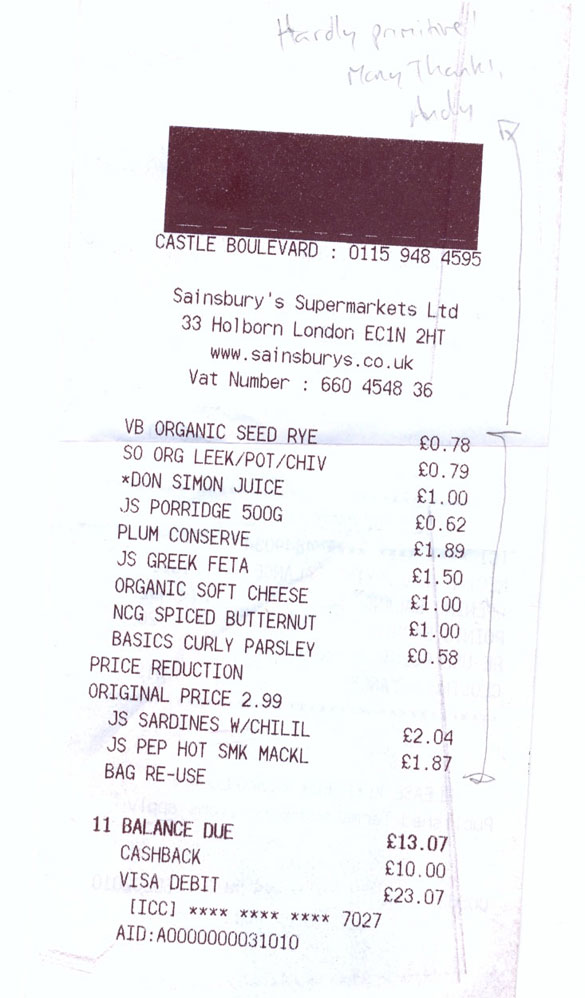 Hardly primitive!
Many Thanks,
Andy
CASTLE BOULEVARD : 0115 948 4595
Sainsbury's Supermarkets Ltd
33 Holborn London EC1N 2HT
www.sainsburys.co.uk
Vat Number : 660 4548 36
VB ORGANIC SEED RYE £0.78
SO ORG LEEK/POT/CHIV £0.79
*DON SIMON JUICE £1.00
JS PORRIDGE 500G £0.62
PLUM CONSERVE £1.89
JS GREEK FETA £1.50
ORGANIC SOFT CHEESE £1.00
NCG SPICED BUTTERNUT £1.00
BASICS CURLY PARSLEY £0.58
PRICE REDUCTION
ORIGINAL PRICE 2.99
JS SARDINES W/CHILIL £2.04
JS PEP HOT SMK MACKL £1.87
BAG RE-USE
11 BALANCE DUE £13.07
CASHBACK £10.00
VISA DEBIT £23.07
[ICC] **** **** **** 7027
AID:A0000000031010